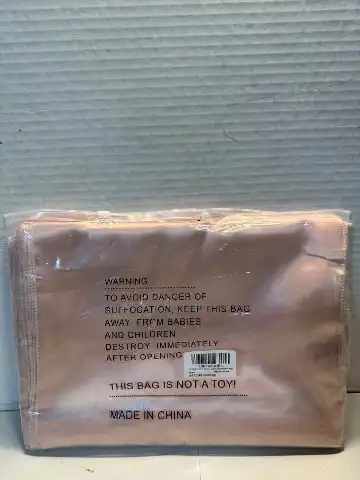 WARNING
TO AVOID DANGER OF
SUFFOCATION, KEEP THIS BAG
AWAY FROM BABIES
AND CHILDREN
DESTROY IMMEDIATELY
AFTER OPENING
THIS BAG IS NOT A TOY!
MADE IN CHINA